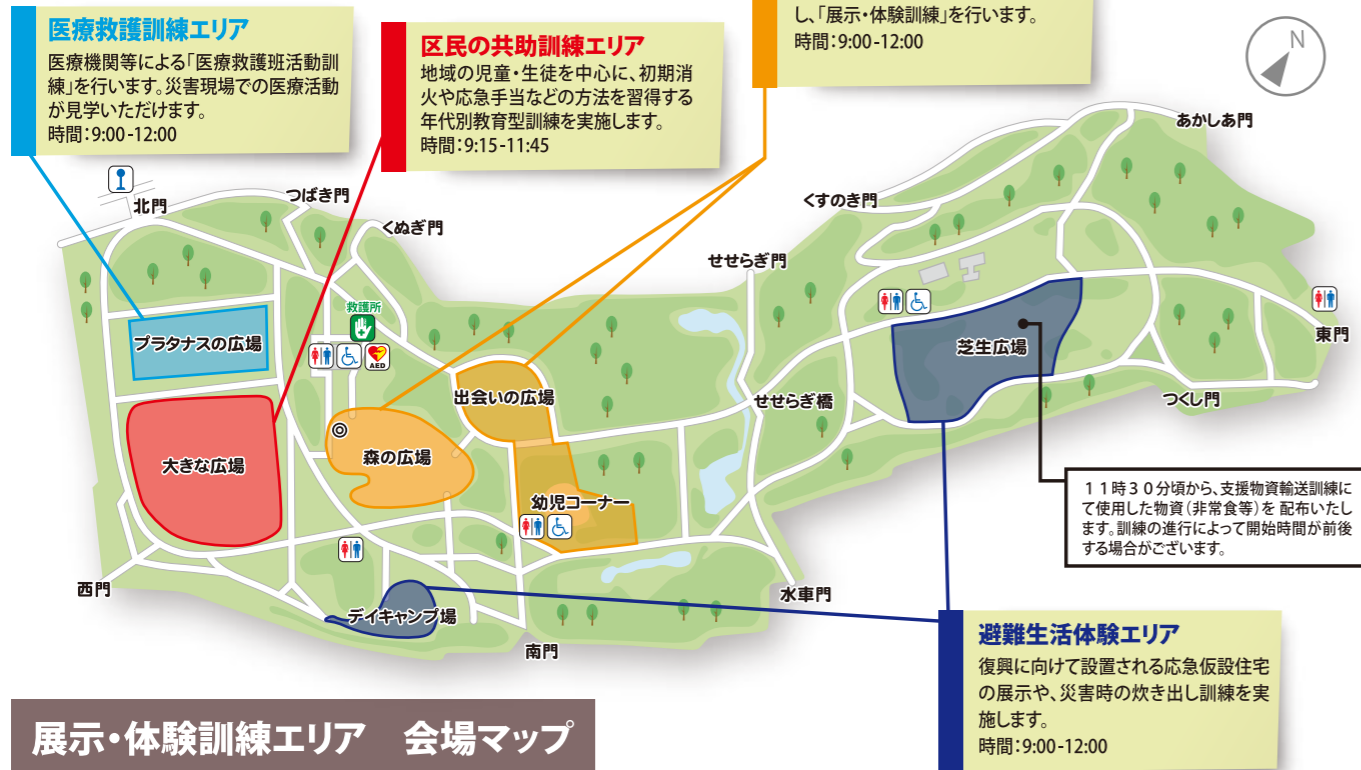 医療救護訓練エリア
医療機関等による「医療救護班活動訓
練」を行います。災害現場での医療活動
が見学いただけます。
時間:9:00-12:00
区民の共助訓練エリア
地域の児童・生徒を中心に、初期消
火や応急手当などの方法を習得する
年代別教育型訓練を実施します。
時間:9:15-11:45
し、「展示・体験訓練」を行います。
時間:9:00-12:00
N
あかしあ門
北門
つばき門
くぬぎ門
くすのき門
せせらぎ門
救護所
AED
プラタナスの広場
出会いの広場
芝生広場
東門
せせらぎ橋
つくし門
大きな広場
森の広場
幼児コーナー
11時30分頃から、支援物資輸送訓練に
て使用した物資(非常食等)を 配布いたし
ます。訓練の進行によって開始時間が前後
する場合がございます。
西門
デイキャンプ場
水車門
南門
避難生活体験エリア
復興に向けて設置される応急仮設住宅
の展示や、災害時の炊き出し訓練を実
施します。
時間:9:00-12:00
展示・体験訓練エリア 会場マップ